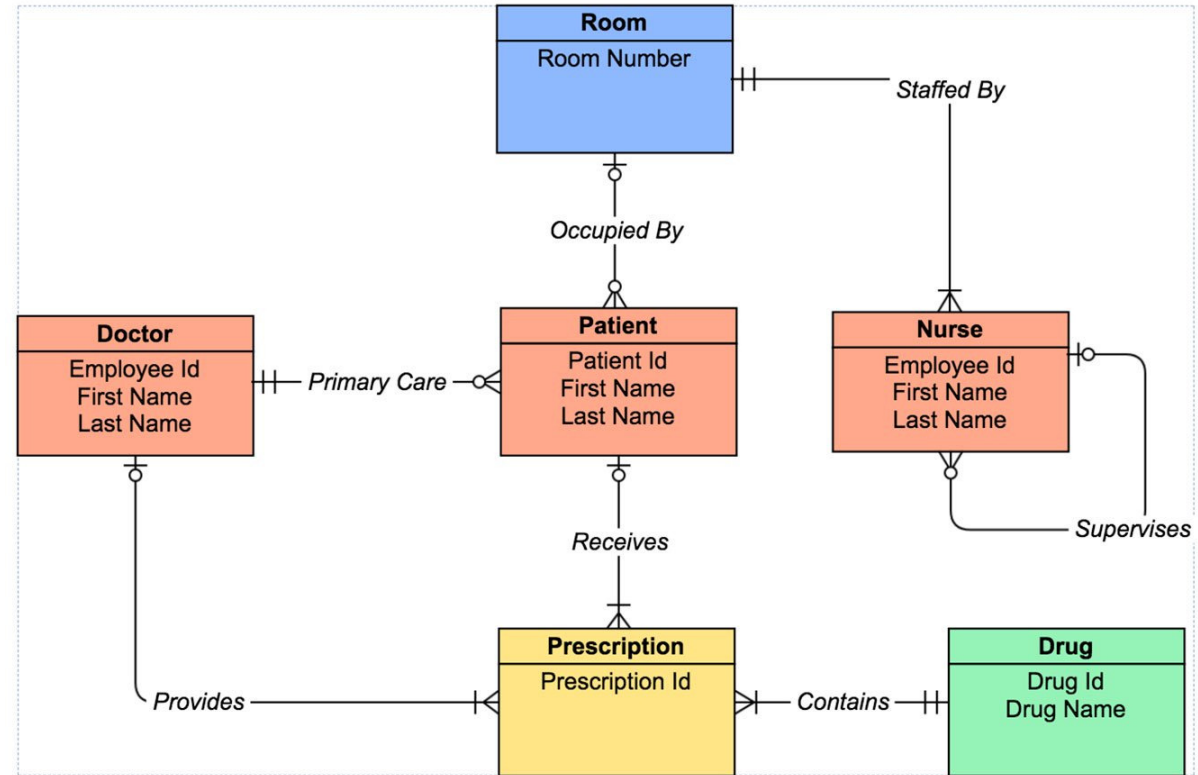 Room
Room Number
Staffed By
Occupied By
Doctor
Employee Id
First Name
Last Name
Primary Care
Patient
Patient Id
First Name
Last Name
Nurse
Employee Id
First Name
Last Name
Supervises
Receives
Provides
Prescription
Prescription Id
Contains
Drug
Drug Id
Drug Name